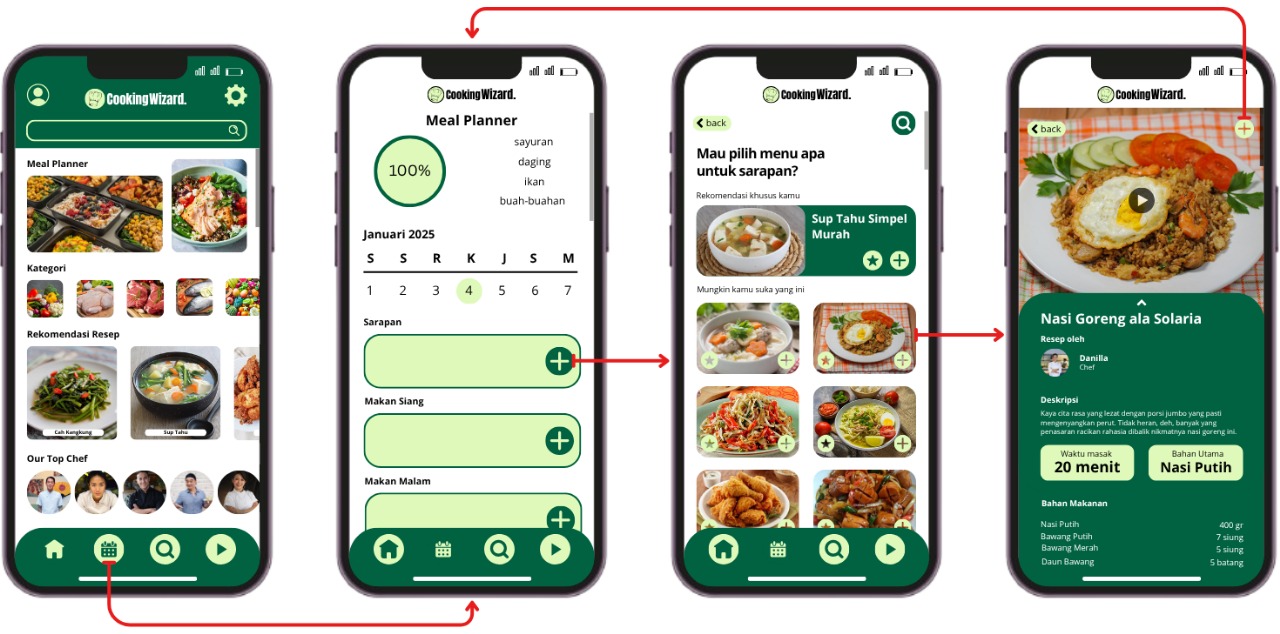 CookingWizard.
Meal Planner
Kategori
Rekomendasi Resep
Cah Kangkung
Sup Tahu
Our Top Chef
CookingWizard.
Meal Planner
100%
sayuran
daging
ikan
buah-buahan
Januari 2025
S S R K J S M
1 2 3 4 5 6 7
Sarapan
Makan Siang
Makan Malam
CookingWizard.
back
Mau pilih menu apa
untuk sarapan?
Rekomendasi khusus kamu
Sup Tahu Simpel
Murah
Mungkin kamu suka yang ini
CookingWizard.
back
Nasi Goreng ala Solaria
Resep oleh
Danilla
Chef
Deskripsi
Kaya cita rasa yang lezat dengan porsi jumbo yang pasti
mengenyangkan perut. Tidak heran, deh, banyak yang
penasaran racikan rahasia dibalik nikmatnya nasi goreng ini.
Waktu masak
20 menit
Bahan Utama
Nasi Putih
Bahan Makanan
Nasi Putih 400 gr
Bawang Putih 7 siung
Bawang Merah 5 siung
Daun Bawang 5 batang